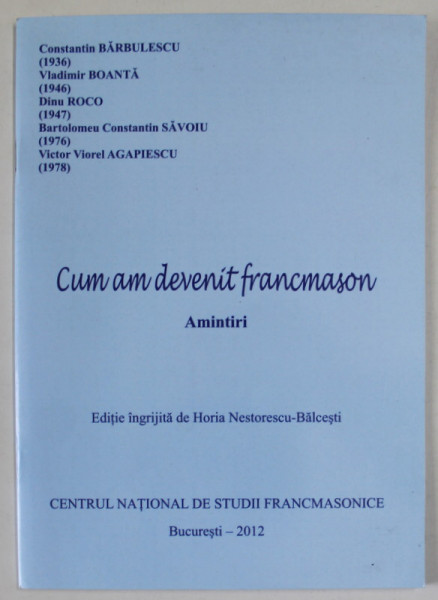 Constantin BĂRBULESCU
(1936)
Vladimir BOANTĂ
(1946)
Dinu ROCO
(1947)
Bartolomeu Constantin SĂVOIU
(1976)
Victor Viorel AGAPIESCU
(1978)
Cum am devenit francmason
Amintiri
Ediție îngrijită de Horia Nestorescu-Bălcești
CENTRUL NAȚIONAL DE STUDII FRANCMASONICE
București – 2012